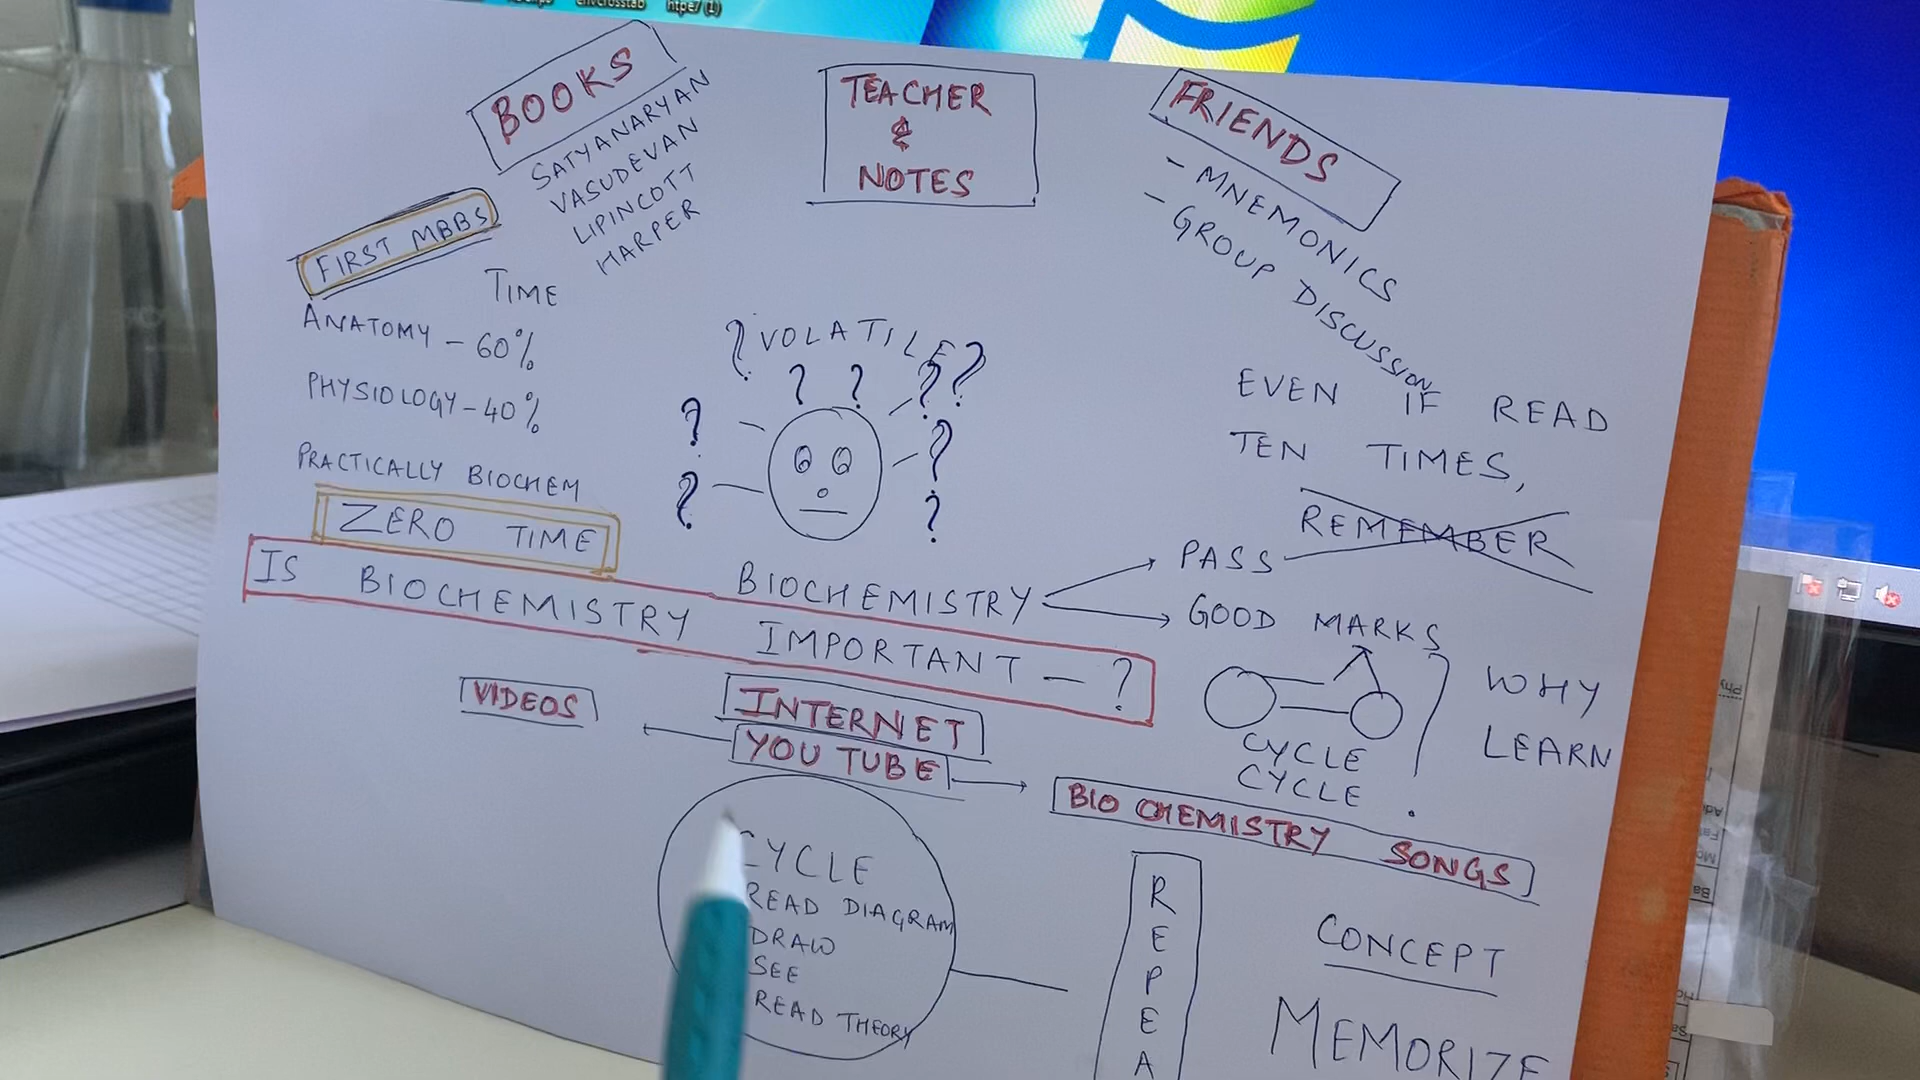 BOOKS
SATYANARYAN
VASUDEVAN
LIPINCOTT
HARPER
TEACHER
&
NOTES
FRIENDS
- MNEMONICS
- GROUP DISCUSSION
FIRST MBBS
TIME
ANATOMY - 60%
PHYSIOLOGY - 40%
PRACTICALLY BIOCHEM
ZERO TIME
? VOLATILE ?
? ? ?
? ?
? ?
EVEN IF READ
TEN TIMES,
REMEMBER
BIOCHEMISTRY
PASS
GOOD MARKS
IS BIOCHEMISTRY IMPORTANT - ?
CYCLE
CYCLE
WHY
LEARN
VIDEOS
INTERNET
YOU TUBE
BIO CHEMISTRY SONGS
CYCLE
READ DIAGRAM
DRAW
SEE
READ THEORY
REPEA
CONCEPT
MEMORIZE